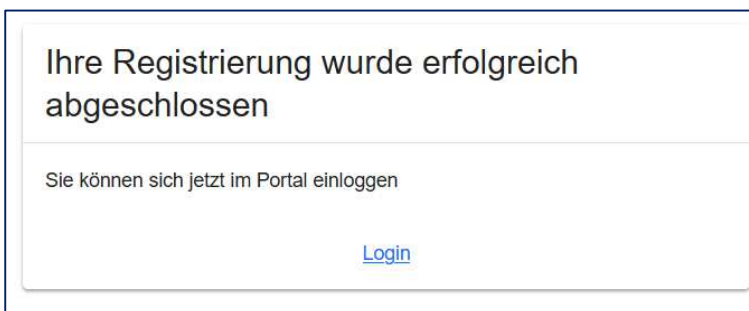 Ihre Registrierung wurde erfolgreich
abgeschlossen
Sie können sich jetzt im Portal einloggen
Login